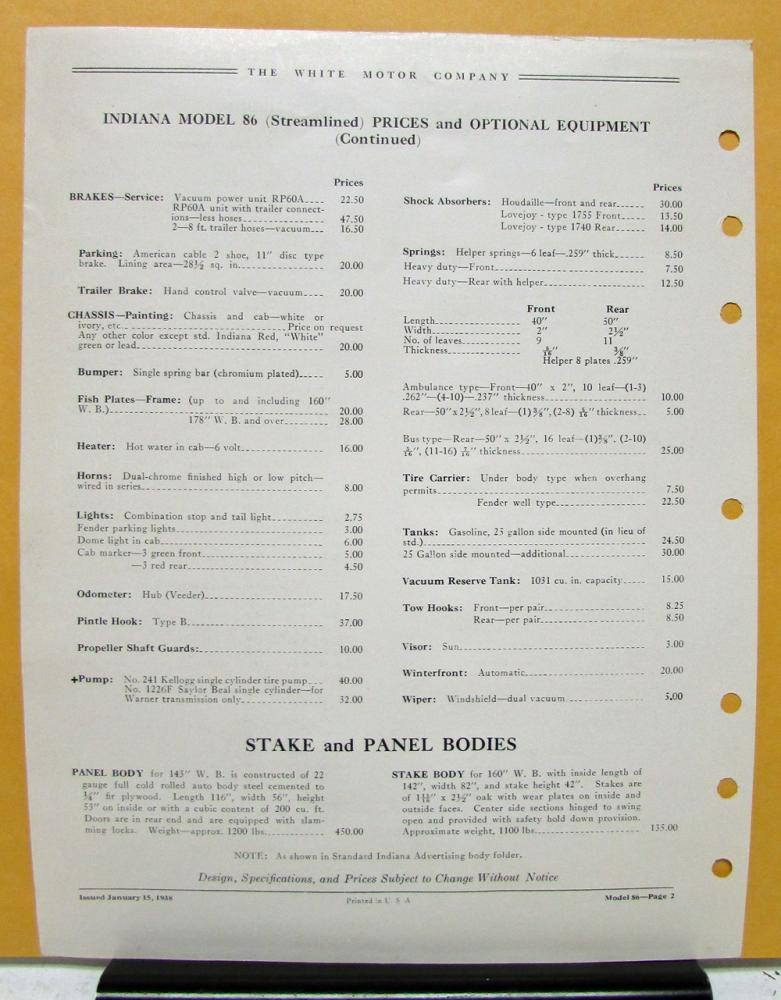 THE WHITE MOTOR COMPANY
INDIANA MODEL 86 (Streamlined) PRICES and OPTIONAL EQUIPMENT
(Continued)
Prices
BRAKES—Service: Vacuum power unit RP60A 22.50
RP60A unit with trailer connect-
ions—less hoses 47.50
2—8 ft. trailer hoses—vacuum 16.50
Parking: American cable 2 shoe, 11" disc type
brake. Lining area—28½ sq. in. 20.00
Trailer Brake: Hand control valve—vacuum 20.00
CHASSIS—Painting: Chassis and cab—white or
ivory, etc. Price on request
Any other color except std. Indiana Red, "White"
green or lead 20.00
Bumper: Single spring bar (chromium plated) 5.00
Fish Plates—Frame: (up to and including 160"
W. B.) 20.00
178" W. B. and over 28.00
Heater: Hot water in cab—6 volt 16.00
Horns: Dual-chrome finished high or low pitch—
wired in series 8.00
Lights: Combination stop and tail light 2.75
Fender parking lights 3.00
Dome light in cab 6.00
Cab marker—3 green front 5.00
—3 red rear 4.50
Odometer: Hub (Veeder) 17.50
Pintle Hook: Type B 37.00
Propeller Shaft Guards: 10.00
+Pump: No. 241 Kellogg single cylinder tire pump 40.00
No. 1226F Saylor Beal single cylinder—for
Warner transmission only 32.00
Prices
Shock Absorbers: Houdaille—front and rear 30.00
Lovejoy - type 1755 Front 13.50
Lovejoy - type 1740 Rear 14.00
Springs: Helper springs—6 leaf—.259" thick 8.50
Heavy duty—Front 7.50
Heavy duty—Rear with helper 12.50
Front Rear
Length 40" 50"
Width 2" 2½"
No. of leaves 9 11
Thickness 5/16" ⅜"
Helper 8 plates .259"
Ambulance type—Front—40" x 2", 10 leaf—(1-3)
.262"—(4-10)—.237" thickness 10.00
Rear—50" x 2½", 8 leaf—(1) ⅜", (2-8) 5/16" thickness 5.00
Bus type—Rear—50" x 2½", 16 leaf—(1)⅜", (2-10)
5/16", (11-16) 7/16" thickness 25.00
Tire Carrier: Under body type when overhang
permits 7.50
Fender well type 22.50
Tanks: Gasoline, 25 gallon side mounted (in lieu of
std.) 24.50
25 Gallon side mounted—additional 30.00
Vacuum Reserve Tank: 1031 cu. in. capacity 15.00
Tow Hooks: Front—per pair 8.25
Rear—per pair 8.50
Visor: Sun 3.00
Winterfront: Automatic 20.00
Wiper: Windshield—dual vacuum 5.00
STAKE and PANEL BODIES
PANEL BODY for 143" W. B. is constructed of 22
gauge full cold rolled auto body steel cemented to
¼" fir plywood. Length 116", width 56", height
53" on inside or with a cubic content of 200 cu. ft.
Doors are in rear end and are equipped with slam-
ming locks. Weight—approx. 1200 lbs. 450.00
STAKE BODY for 160" W. B. with inside length of
142", width 82", and stake height 42". Stakes are
of x 2½" oak with wear plates on inside and
outside faces. Center side sections hinged to swing
open and provided with safety hold down provision.
Approximate weight, 1100 lbs. 135.00
NOTE: As shown in Standard Indiana Advertising body folder.
Design, Specifications, and Prices Subject to Change Without Notice
Issued January 15, 1938 Printed in U. S A Model 86—Page 2